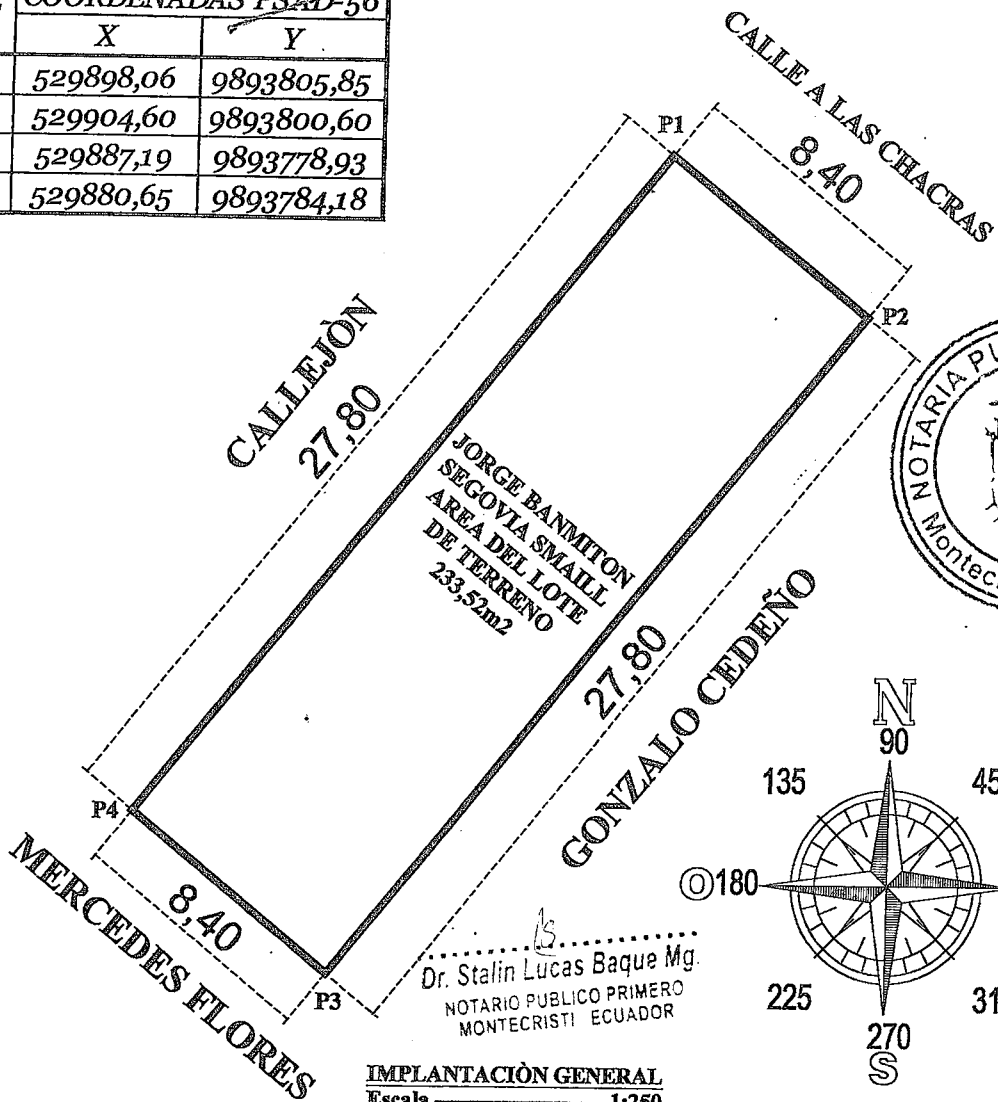 COORDENADAS PSAD-56
X Y
529898,06 9893805,85
529904,60 9893800,60
529887,19 9893778,93
529880,65 9893784,18
CALLE A LAS CHACRAS
P1
8,40
P2
CALLEJÒN
27,80
JORGE BANMITON
SEGOVIA SMAILL
AREA DEL LOTE
DE TERRENO
233,52m2
NOTARIA
27,80
GONZALO CEDEÑO
N
90
135
O 180
225
270
S
P4
MERCEDES FLORES
8,40
P3
Dr. Stalin Lucas Baque Mg.
NOTARIO PUBLICO PRIMERO
MONTECRISTI ECUADOR
IMPLANTACIÒN GENERAL
Escala 1:250